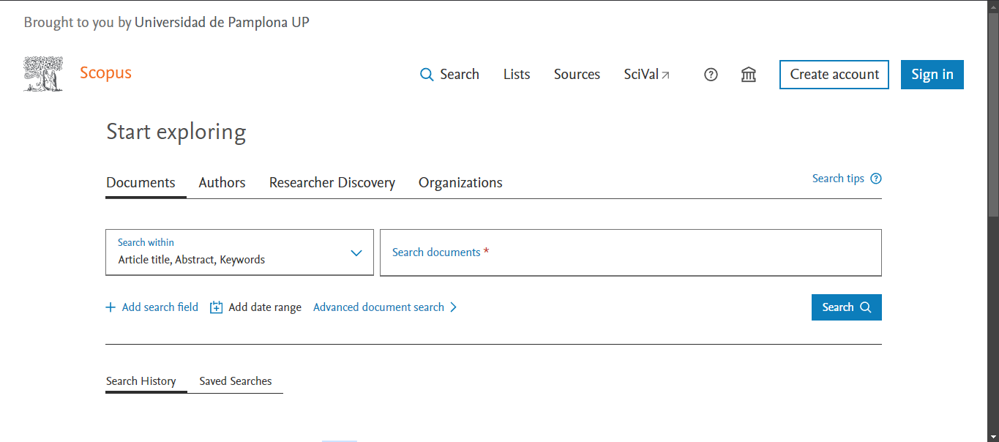 Brought to you by Universidad de Pamplona UP
Scopus
Search Lists Sources SciVal Create account Sign in
Start exploring
Documents Authors Researcher Discovery Organizations Search tips
Search within
Article title, Abstract, Keywords
Search documents *
Add search field Add date range Advanced document search Search
Search History Saved Searches